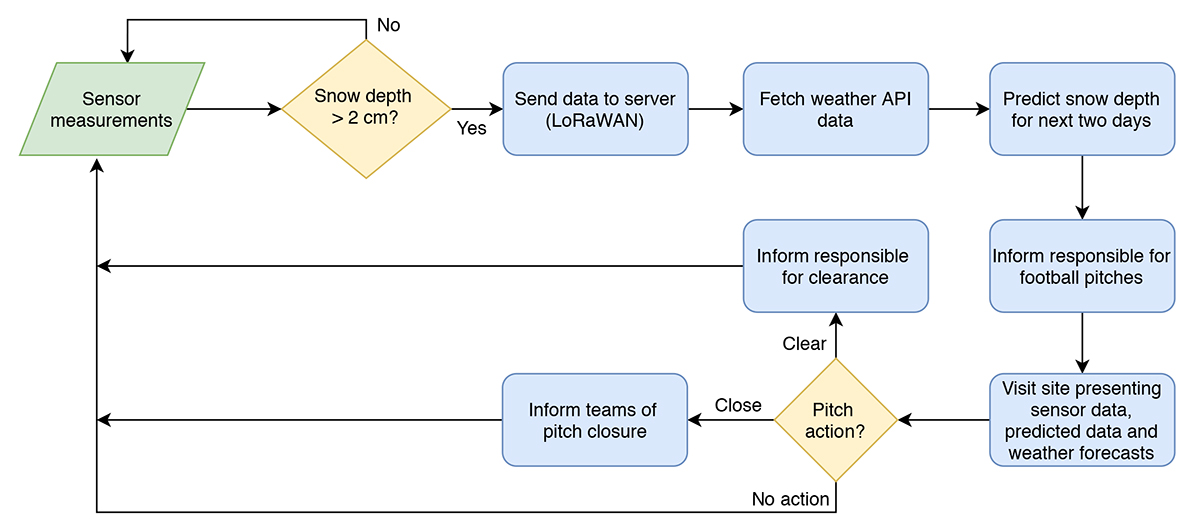 No
Sensor
measurements
Snow depth
> 2 cm?
Yes
Send data to server
(LoRaWAN)
Fetch weather API
data
Predict snow depth
for next two days
Inform responsible
for clearance
Inform responsible for
football pitches
Clear
Inform teams of
pitch closure
Close
Pitch
action?
Visit site presenting
sensor data,
predicted data and
weather forecasts
No action